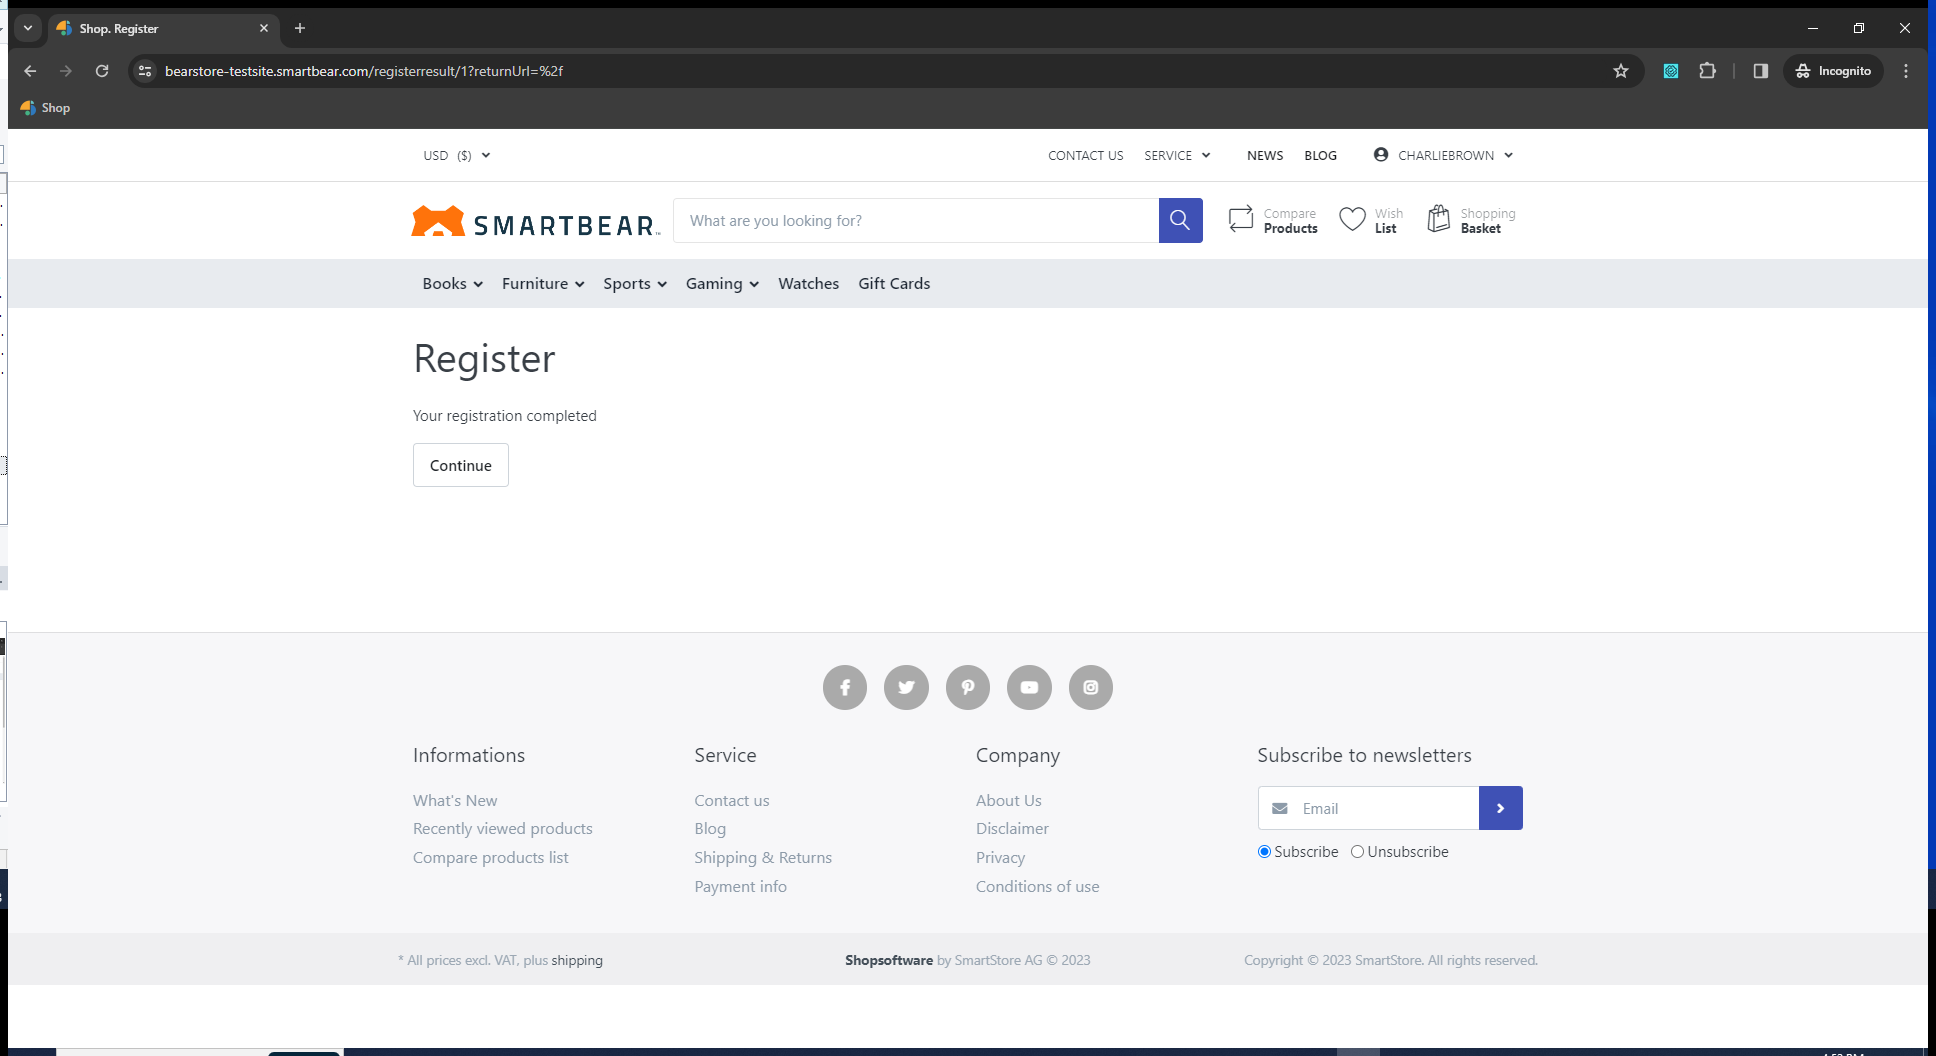 Shop. Register
bearstore-testsite.smartbear.com/registerresult/1?returnUrl=%2f
Incognito
Shop
USD ($)
CONTACT US SERVICE NEWS BLOG CHARLIEBROWN
SMARTBEAR
What are you looking for?
Compare
Products
Wish
List
Shopping
Basket
Books Furniture Sports Gaming Watches Gift Cards
Register
Your registration completed
Continue
Informations
What's New
Recently viewed products
Compare products list
Service
Contact us
Blog
Shipping & Returns
Payment info
Company
About Us
Disclaimer
Privacy
Conditions of use
Subscribe to newsletters
Email
Subscribe Unsubscribe
* All prices excl. VAT, plus shipping
Shopsoftware by SmartStore AG © 2023
Copyright © 2023 SmartStore. All rights reserved.